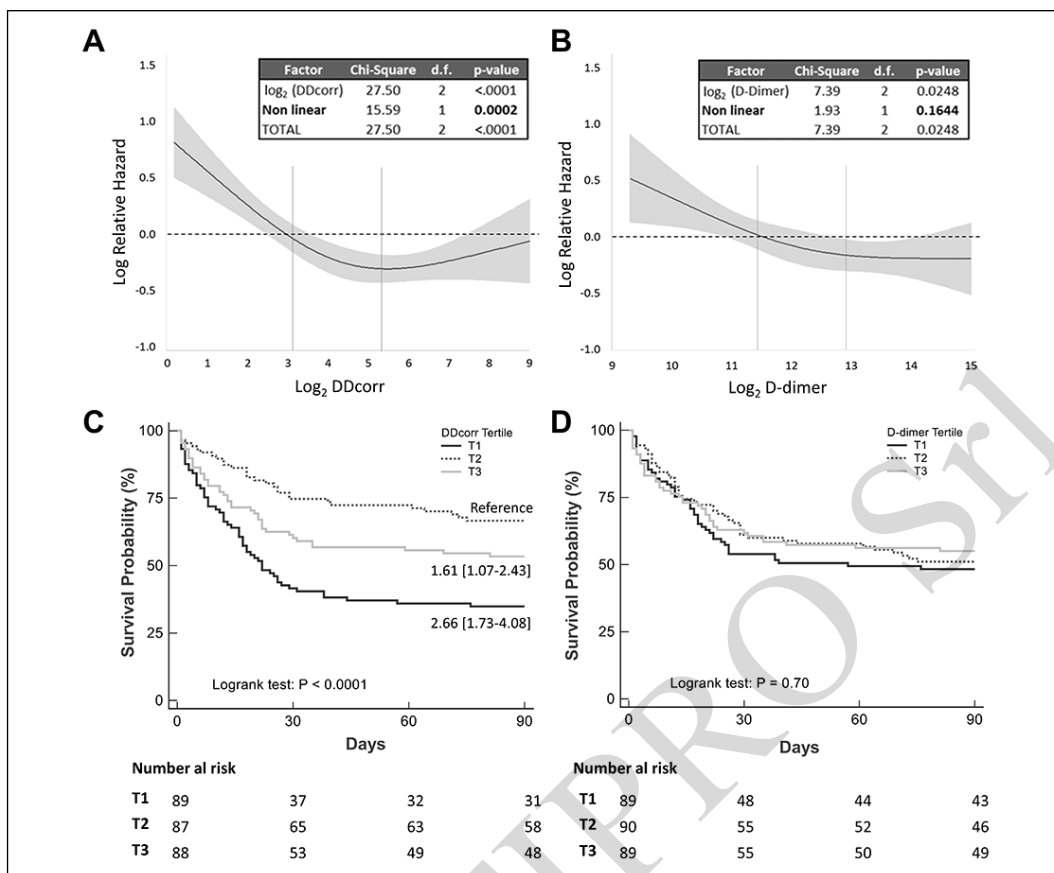 A
Factor Chi-Square d.f. p-value
log2 (DDcorr) 27.50 2 <.0001
Non linear 15.59 1 0.0002
TOTAL 27.50 2 <.0001
1.5
1.0
0.5
0.0
-0.5
-1.0
Log Relative Hazard
0 1 2 3 4 5 6 7 8 9
Log2 DDcorr
B
Factor Chi-Square d.f. p-value
log2 (D-Dimer) 7.39 2 0.0248
Non linear 1.93 1 0.1644
TOTAL 7.39 2 0.0248
1.5
1.0
0.5
0.0
-0.5
-1.0
Log Relative Hazard
9 10 11 12 13 14 15
Log2 D-dimer
C
DDcorr Tertile
T1
T2
T3
100
75
50
25
0
Survival Probability (%)
Reference
1.61 [1.07-2.43]
2.66 [1.73-4.08]
Logrank test: P < 0.0001
0 30 60 90
Days
Number al risk
T1 89 37 32 31
T2 87 65 63 58
T3 88 53 49 48
D
D-dimer Tertile
T1
T2
T3
100
75
50
25
0
Survival Probability (%)
Logrank test: P = 0.70
0 30 60 90
Days
Number al risk
T1 89 48 44 43
T2 90 55 52 46
T3 89 55 50 49
PRO Srl